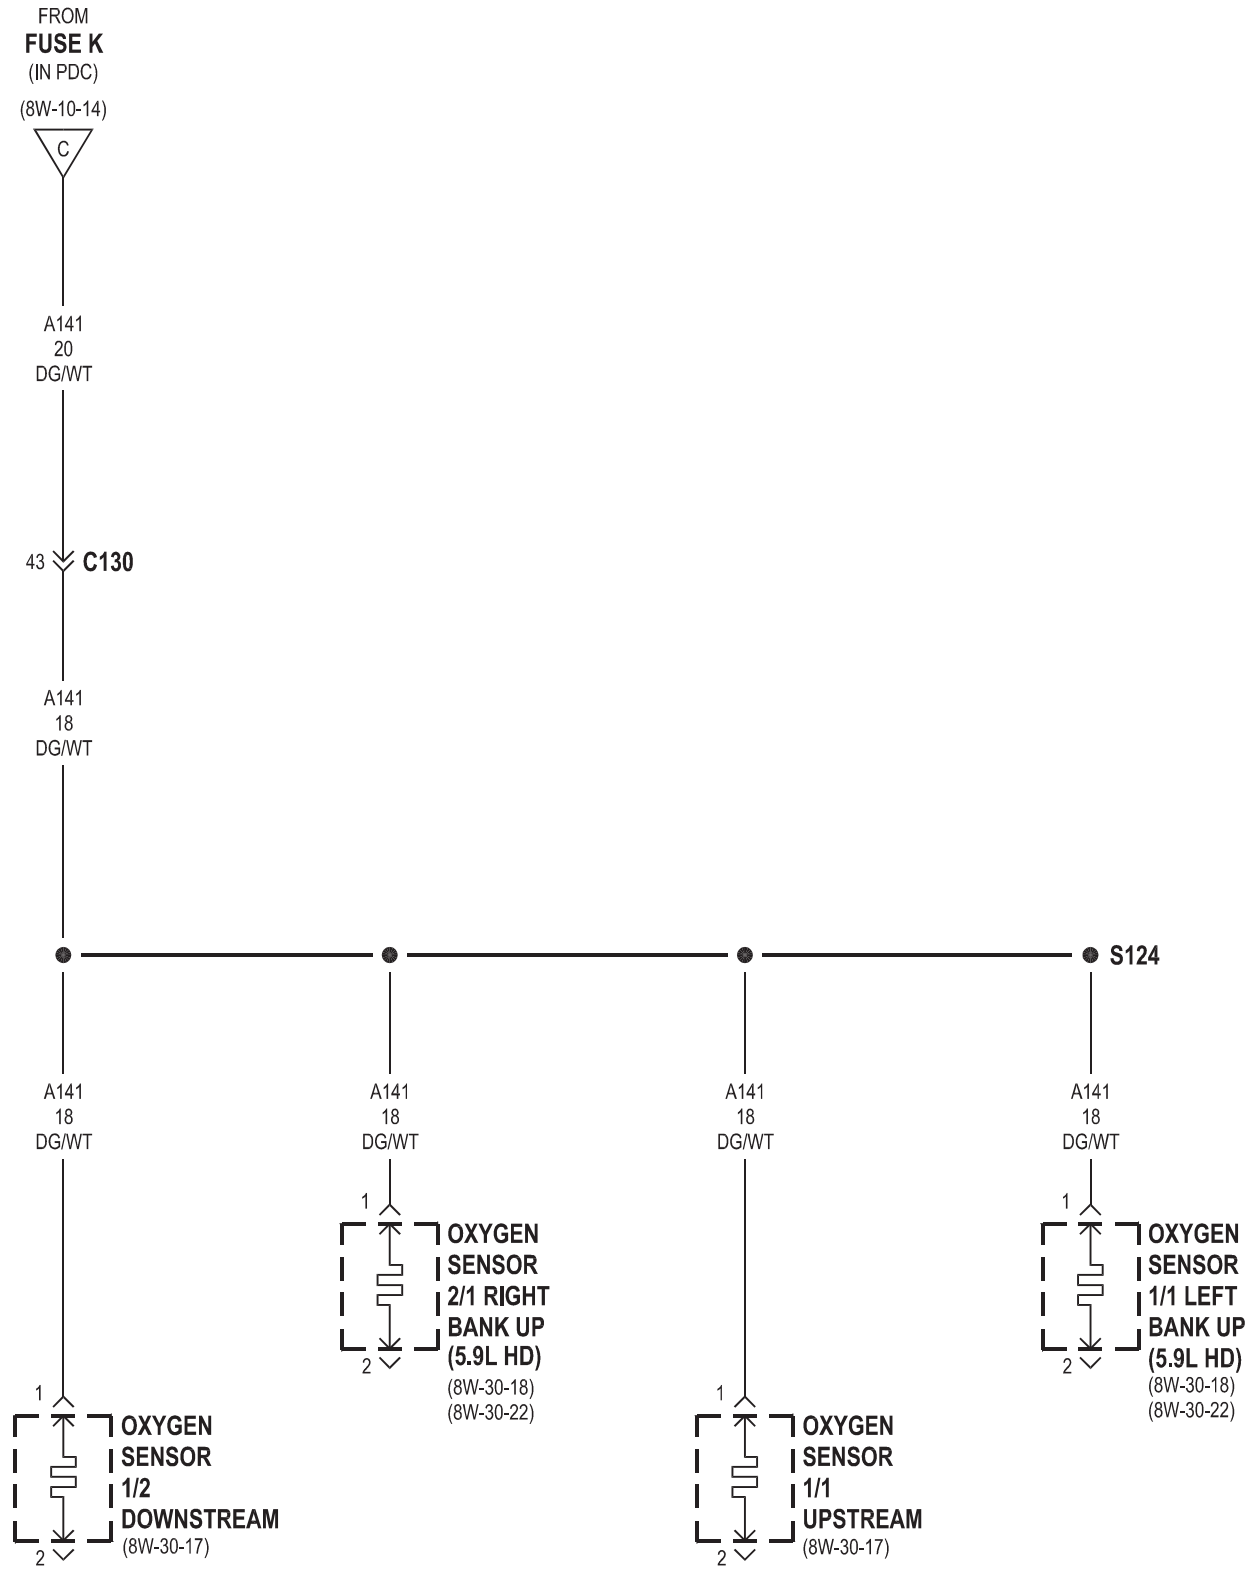 FROM
FUSE K
(IN PDC)
(8W-10-14)
C
A141
20
DG/WT
43
C130
A141
18
DG/WT
S124
A141
18
DG/WT
A141
18
DG/WT
A141
18
DG/WT
A141
18
DG/WT
1
OXYGEN
SENSOR
2/1 RIGHT
BANK UP
(5.9L HD)
(8W-30-18)
(8W-30-22)
2
1
OXYGEN
SENSOR
1/1 LEFT
BANK UP
(5.9L HD)
(8W-30-18)
(8W-30-22)
2
1
OXYGEN
SENSOR
1/2
DOWNSTREAM
(8W-30-17)
2
1
OXYGEN
SENSOR
1/1
UPSTREAM
(8W-30-17)
2